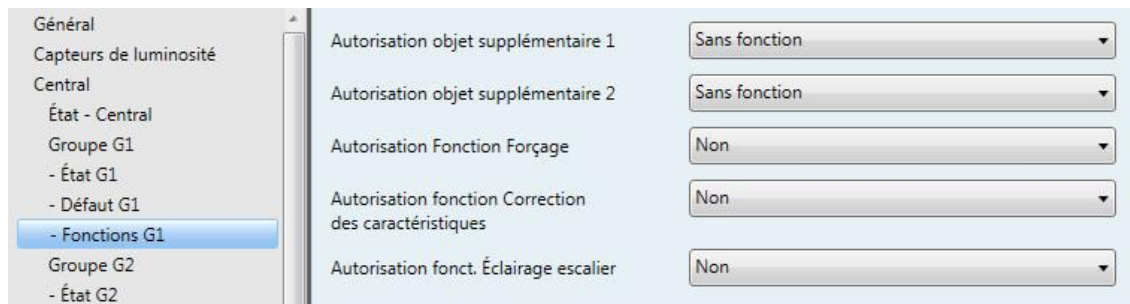 Général
Capteurs de luminosité
Central
État - Central
Groupe G1
- État G1
- Défaut G1
- Fonctions G1
Groupe G2
- État G2
Autorisation objet supplémentaire 1
Sans fonction
Autorisation objet supplémentaire 2
Sans fonction
Autorisation Fonction Forçage
Non
Autorisation fonction Correction
des caractéristiques
Non
Autorisation fonct. Éclairage escalier
Non